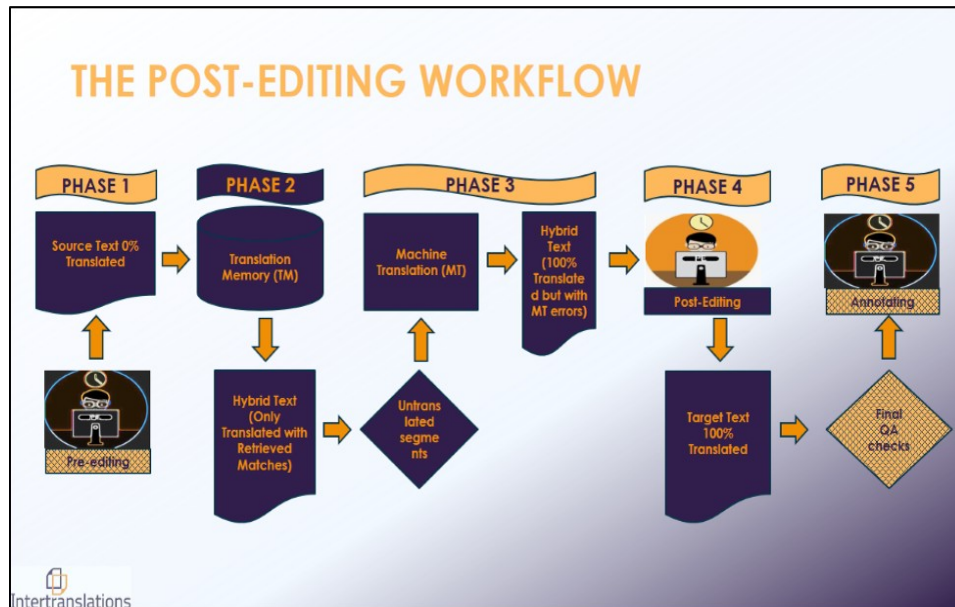 THE POST-EDITING WORKFLOW
PHASE 1
PHASE 2
PHASE 3
PHASE 4
PHASE 5
Source Text 0%
Translated
Translation
Memory (TM)
Machine
Translation (MT)
Hybrid
Text
(100%
Translate
d but with
MT errors)
Post-Editing
Annotating
Pre-editing
Hybrid Text
(Only
Translated with
Retrieved
Matches)
Untrans
lated
segme
nts
Target Text
100%
Translated
Final
QA
checks
Intertranslations